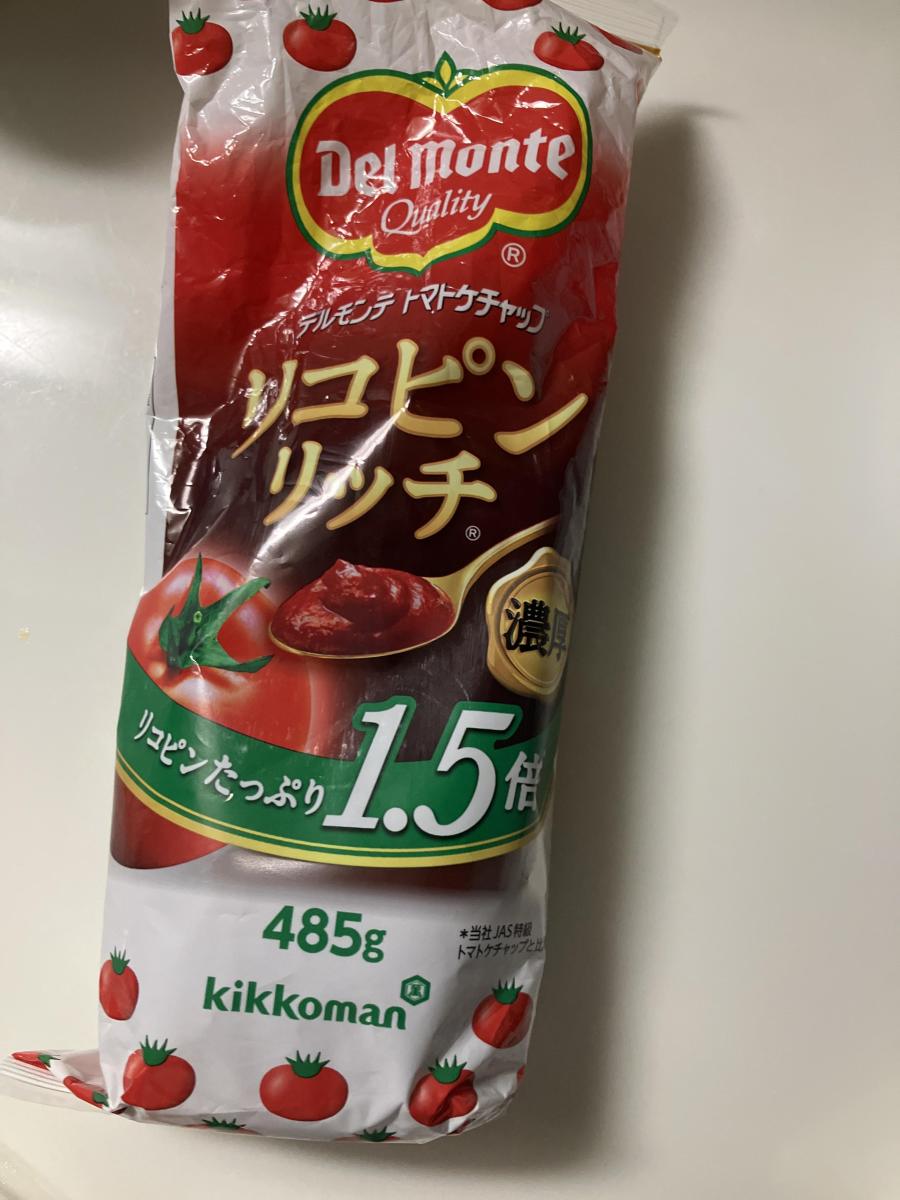 Del Monte
Quality
®
デルモンテ トマトケチャップ
リコピン
リッチ
®
濃厚
リコピンたっぷり1.5倍
485g
*当社JAS特級
トマトケチャップと比
kikkoman